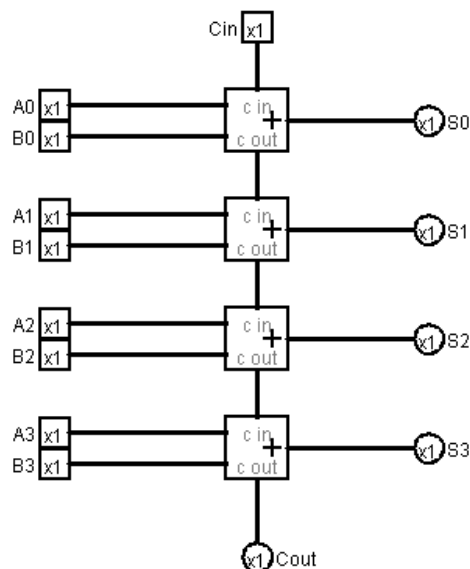 Cin x1
A0 x1 c in
B0 x1 c out + x1 S0
A1 x1 c in
B1 x1 c out + x1 S1
A2 x1 c in
B2 x1 c out + x1 S2
A3 x1 c in
B3 x1 c out + x1 S3
x1 Cout